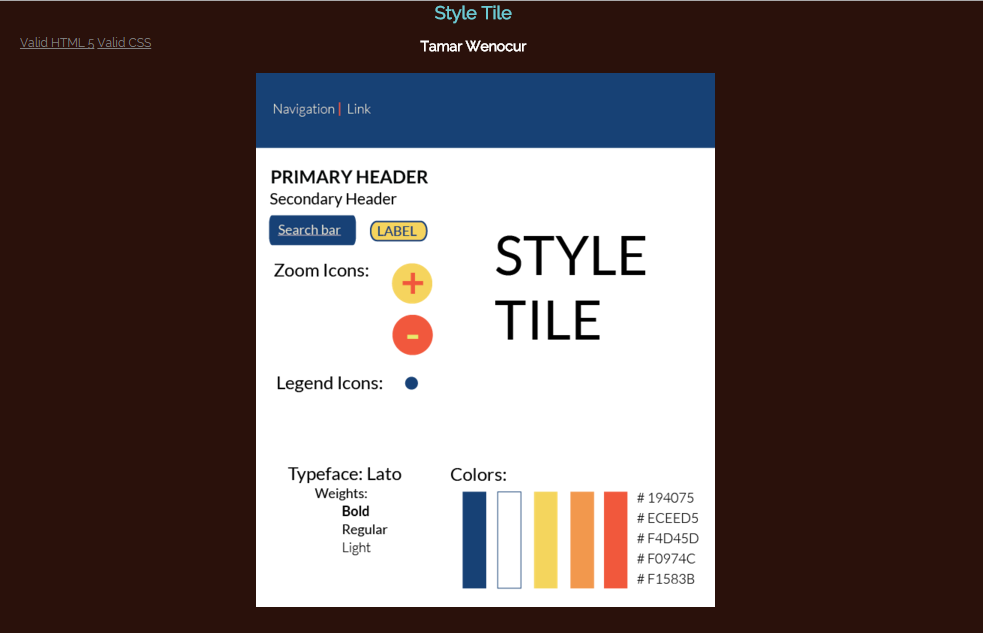 Style Tile
Valid HTML 5 Valid CSS
Tamar Wenocur
Navigation | Link
PRIMARY HEADER
Secondary Header
Search bar
LABEL
Zoom Icons:
+
-
STYLE
TILE
Legend Icons:
Typeface: Lato
Weights:
Bold
Regular
Light
Colors:
# 194075
# ECEED5
# F4D45D
# F0974C
# F1583B